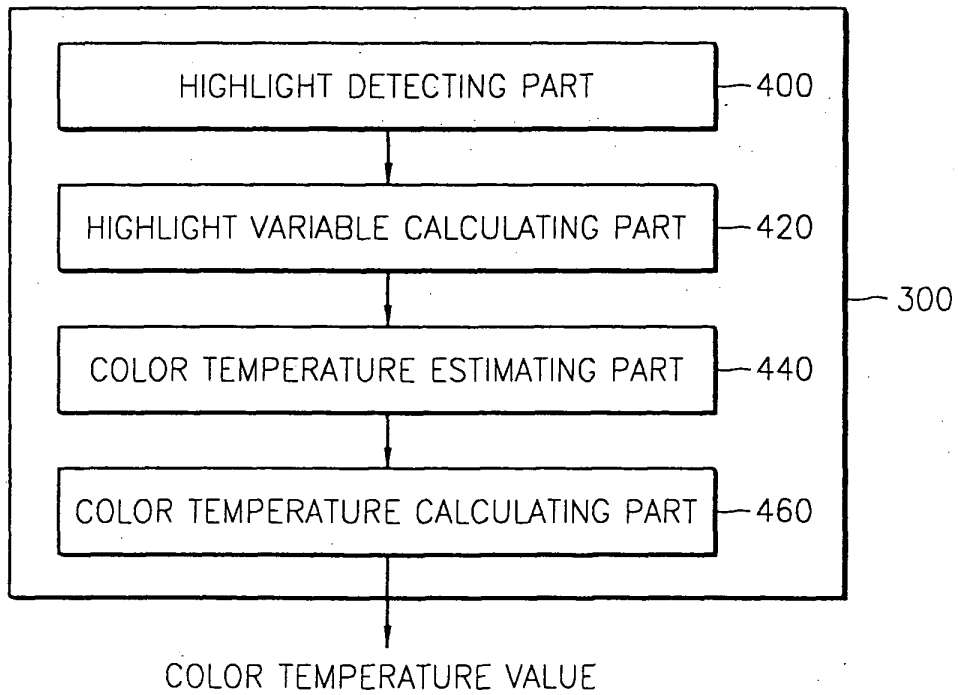 HIGHLIGHT DETECTING PART 400
HIGHLIGHT VARIABLE CALCULATING PART 420
300
COLOR TEMPERATURE ESTIMATING PART 440
COLOR TEMPERATURE CALCULATING PART 460
COLOR TEMPERATURE VALUE